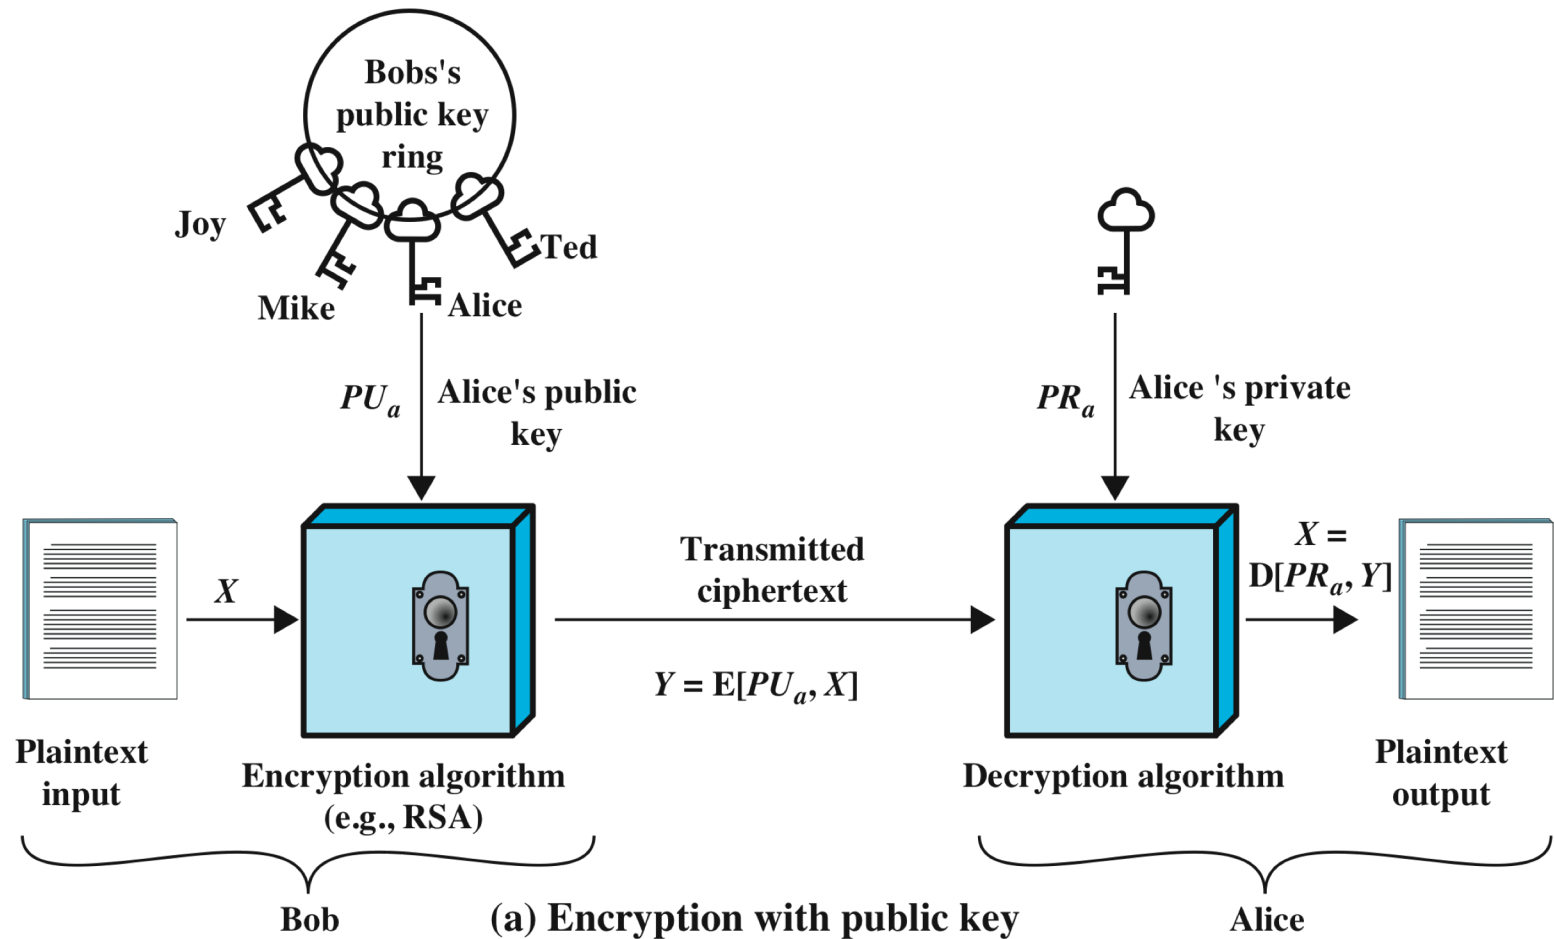 Bobs's
public key
ring
Joy
Mike
Alice
Ted
PUa
Alice's public
key
PRa
Alice 's private
key
X
Transmitted
ciphertext
Y = E[PUa, X]
X =
D[PRa, Y]
Plaintext
input
Encryption algorithm
(e.g., RSA)
Decryption algorithm
Plaintext
output
Bob
(a) Encryption with public key
Alice